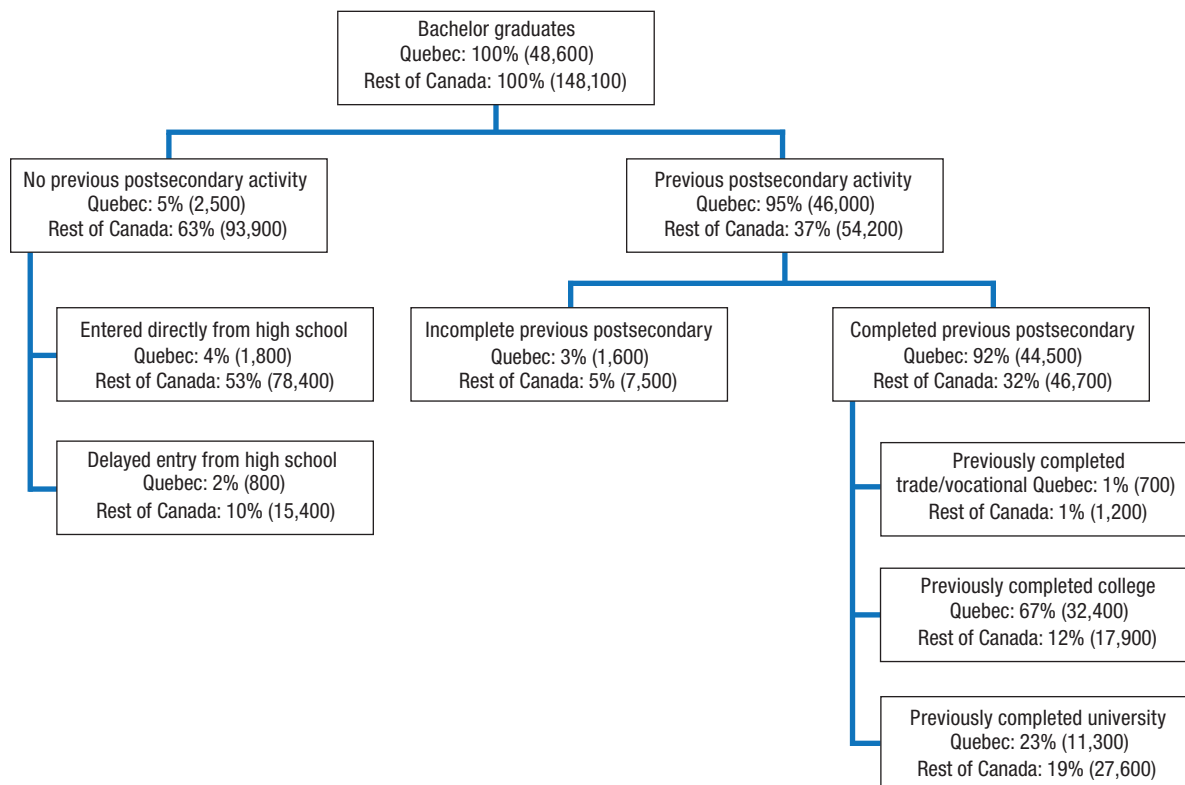 Bachelor graduates
Quebec: 100% (48,600)
Rest of Canada: 100% (148,100)
No previous postsecondary activity
Quebec: 5% (2,500)
Rest of Canada: 63% (93,900)
Previous postsecondary activity
Quebec: 95% (46,000)
Rest of Canada: 37% (54,200)
Entered directly from high school
Quebec: 4% (1,800)
Rest of Canada: 53% (78,400)
Delayed entry from high school
Quebec: 2% (800)
Rest of Canada: 10% (15,400)
Incomplete previous postsecondary
Quebec: 3% (1,600)
Rest of Canada: 5% (7,500)
Completed previous postsecondary
Quebec: 92% (44,500)
Rest of Canada: 32% (46,700)
Previously completed
trade/vocational Quebec: 1% (700)
Rest of Canada: 1% (1,200)
Previously completed college
Quebec: 67% (32,400)
Rest of Canada: 12% (17,900)
Previously completed university
Quebec: 23% (11,300)
Rest of Canada: 19% (27,600)